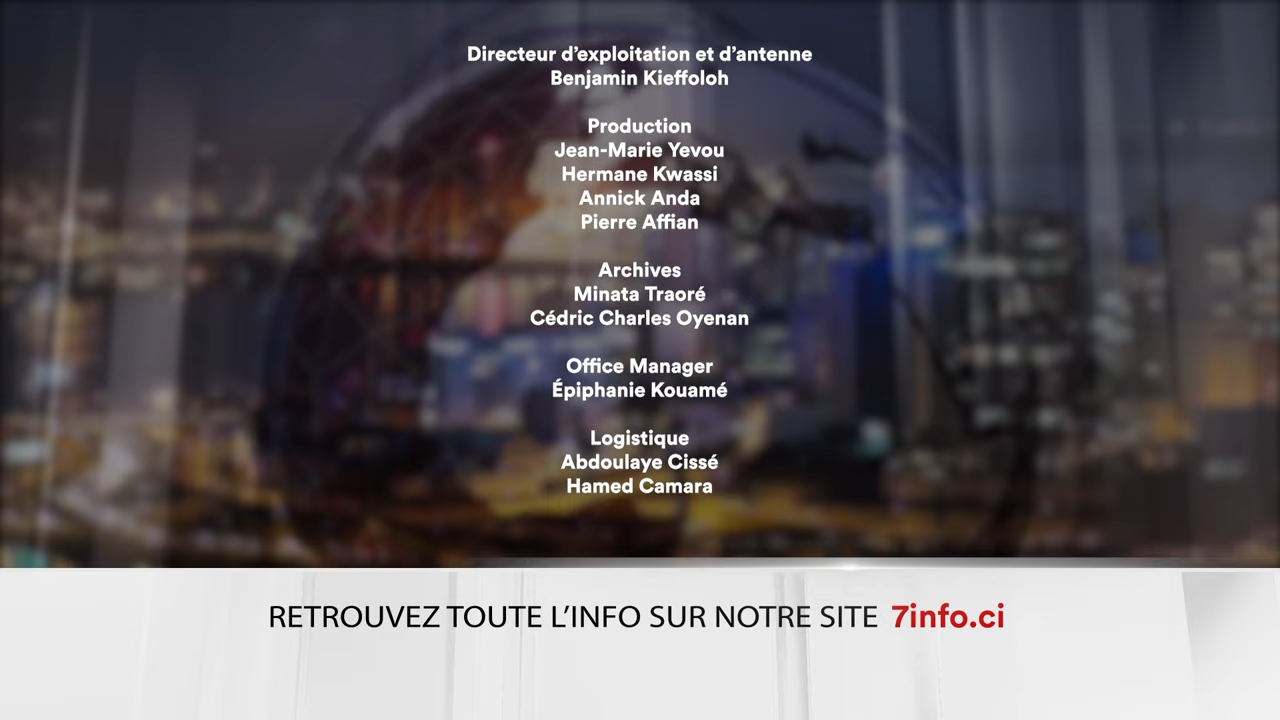 Directeur d’exploitation et d’antenne
Benjamin Kieffoloh
Production
Jean-Marie Yevou
Hermane Kwassi
Annick Anda
Pierre Affian
Archives
Minata Traoré
Cédric Charles Oyenan
Office Manager
Épiphanie Kouamé
Logistique
Abdoulaye Cissé
Hamed Camara
RETROUVEZ TOUTE L’INFO SUR NOTRE SITE 7info.ci